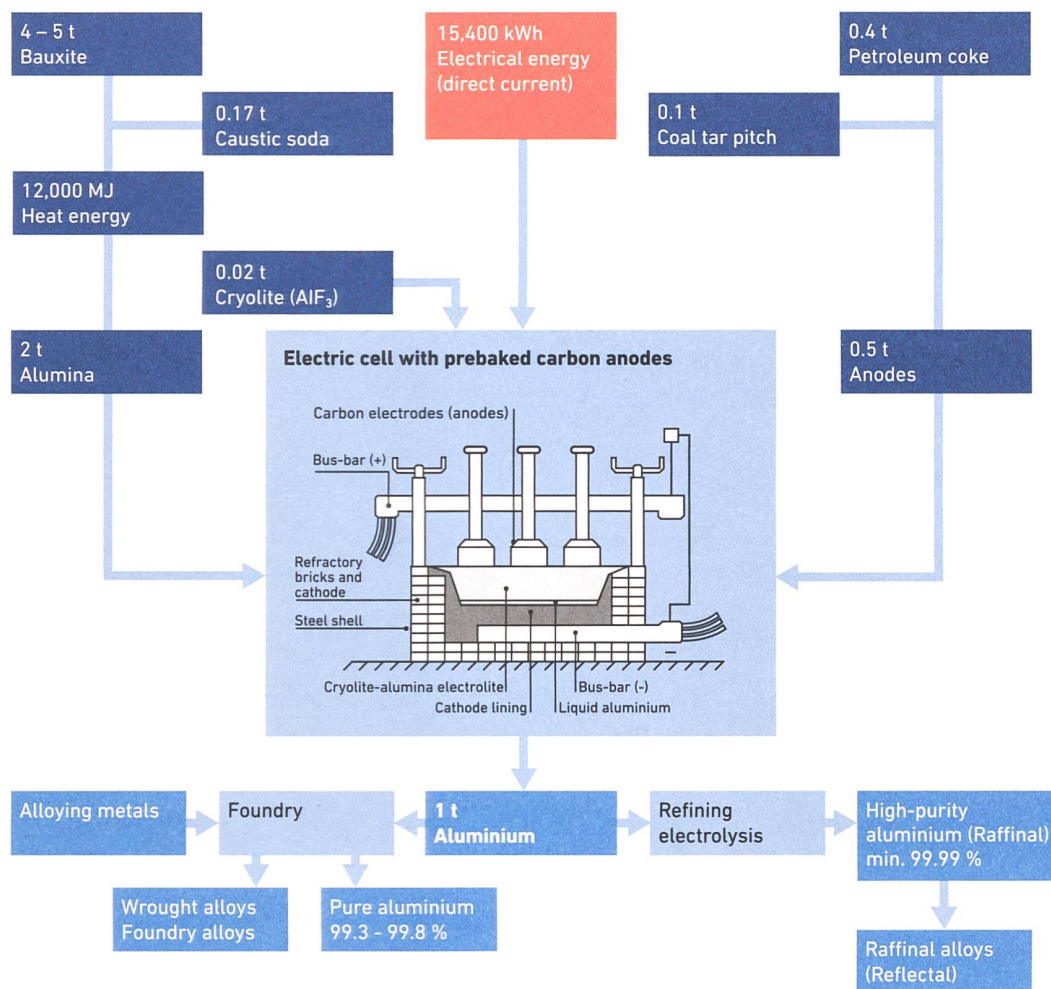 4 – 5 t
Bauxite
15,400 kWh
Electrical energy
(direct current)
0.4 t
Petroleum coke
0.17 t
Caustic soda
0.1 t
Coal tar pitch
12,000 MJ
Heat energy
0.02 t
Cryolite (AlF₃)
2 t
Alumina
0.5 t
Anodes
Electric cell with prebaked carbon anodes
Carbon electrodes (anodes)
Bus-bar (+)
Refractory
bricks and
cathode
Steel shell
–
Cryolite-alumina electrolite
Bus-bar (-)
Cathode lining
Liquid aluminium
Alloying metals
Foundry
1 t
Aluminium
Refining
electrolysis
High-purity
aluminium (Raffinal)
min. 99.99 %
Wrought alloys
Foundry alloys
Pure aluminium
99.3 - 99.8 %
Raffinal alloys
(Reflectal)